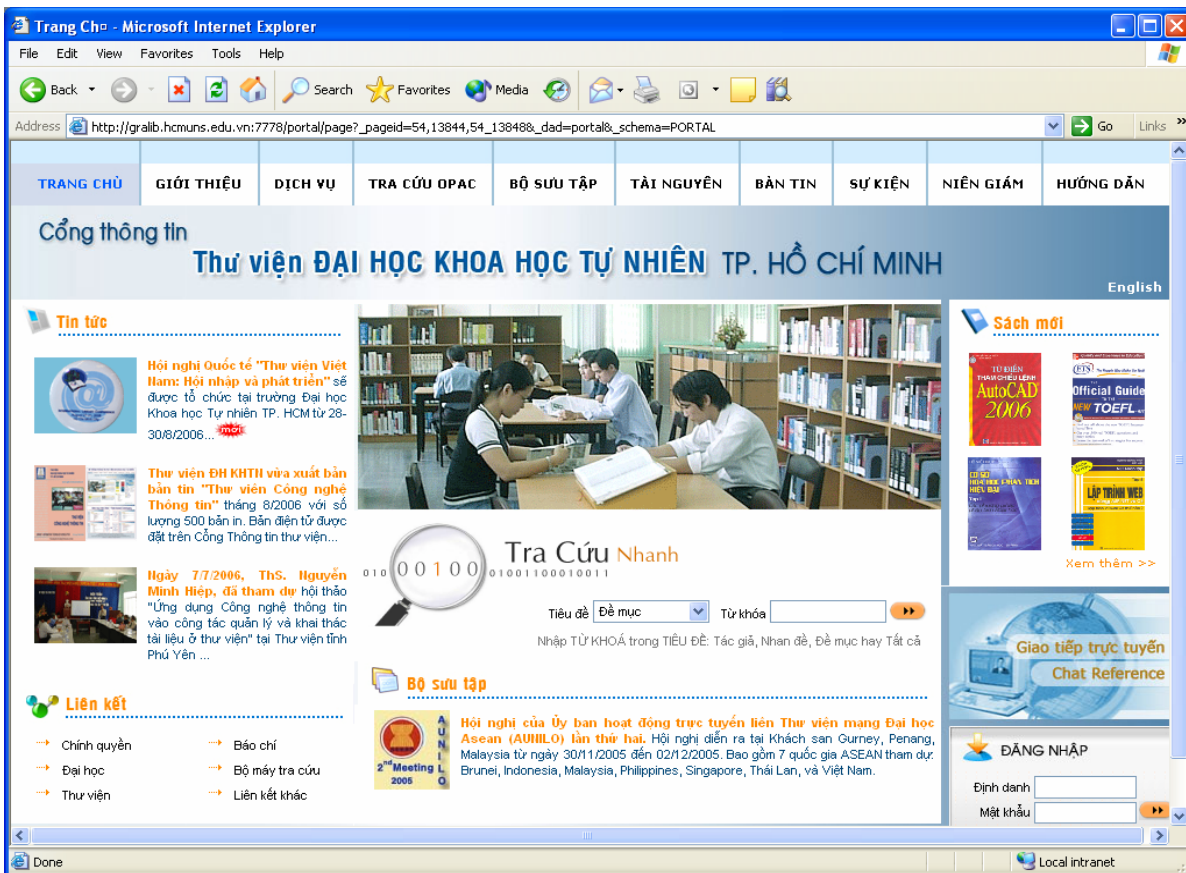 Trang Ch¤ - Microsoft Internet Explorer
File Edit View Favorites Tools Help
Back Search Favorites Media
Address http://gralib.hcmuns.edu.vn:7778/portal/page?_pageid=54,13844,54_13848&_dad=portal&_schema=PORTAL Go Links
TRANG CHỦ GIỚI THIỆU DỊCH VỤ TRA CỨU OPAC BỘ SƯU TẬP TÀI NGUYÊN BẢN TIN SỰ KIỆN NIÊN GIÁM HƯỚNG DẪN
Cổng thông tin
Thư viện ĐẠI HỌC KHOA HỌC TỰ NHIÊN TP. HỒ CHÍ MINH
English
Tin tức
Hội nghị Quốc tế "Thư viện Việt
Nam: Hội nhập và phát triển" sẽ
được tổ chức tại trường Đại học
Khoa học Tự nhiên TP. HCM từ 28-
30/8/2006... mới
Thư viện ĐH KHTN vừa xuất bản
bản tin "Thư viện Công nghệ
Thông tin" tháng 8/2006 với số
lượng 500 bản in. Bản điện tử được
đặt trên Cổng Thông tin thư viện...
Ngày 7/7/2006, ThS. Nguyễn
Minh Hiệp, đã tham dự hội thảo
"Ứng dụng Công nghệ thông tin
vào công tác quản lý và khai thác
tài liệu ở thư viện" tại Thư viện tỉnh
Phú Yên ...
Liên kết
Chính quyền Báo chí
Đại học Bộ máy tra cứu
Thư viện Liên kết khác
010 00100 01001100010011
Tra Cứu Nhanh
Tiêu đề Đề mục Từ khóa
Nhập TỪ KHOÁ trong TIÊU ĐỀ: Tác giả, Nhan đề, Đề mục hay Tất cả
Bộ sưu tập
2nd Meeting
2005
AUNILO
Hội nghị của Ủy ban hoạt động trực tuyến liên Thư viện mạng Đại học
Asean (AUNILO) lần thứ hai. Hội nghị diễn ra tại Khách sạn Gurney, Penang,
Malaysia từ ngày 30/11/2005 đến 02/12/2005. Bao gồm 7 quốc gia ASEAN tham dự:
Brunei, Indonesia, Malaysia, Philippines, Singapore, Thái Lan, và Việt Nam.
Sách mới
TỪ ĐIỂN
THAM CHIẾU LỆNH
AutoCAD
2006
ETS
Official Guide
NEW TOEFL
HOÁ HỌC PHÂN TÍCH
HIỆN ĐẠI
LẬP TRÌNH WEB
Xem thêm >>
Giao tiếp trực tuyến
Chat Reference
ĐĂNG NHẬP
Định danh
Mật khẩu
Done Local intranet